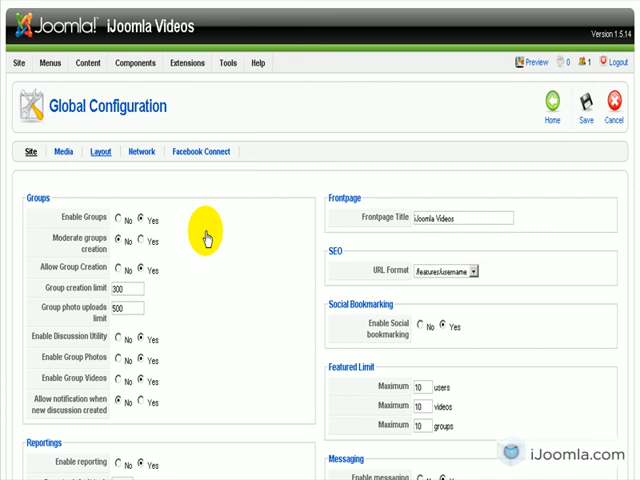 Joomla! iJoomla Videos
Version 1.5.14
Site Menus Content Components Extensions Tools Help Preview 0 1 Logout
Global Configuration
Home Save Cancel
Site Media Layout Network Facebook Connect
Groups
Enable Groups No Yes
Moderate groups creation No Yes
Allow Group Creation No Yes
Group creation limit 300
Group photo uploads limit 500
Enable Discussion Utility No Yes
Enable Group Photos No Yes
Enable Group Videos No Yes
Allow notification when new discussion created No Yes
Reportings
Enable reporting No Yes
Frontpage
Frontpage Title iJoomla Videos
SEO
URL Format /features/username
Social Bookmarking
Enable Social bookmarking No Yes
Featured Limit
Maximum 10 users
Maximum 10 videos
Maximum 10 groups
Messaging
Enable messaging No Yes
iJoomla.com